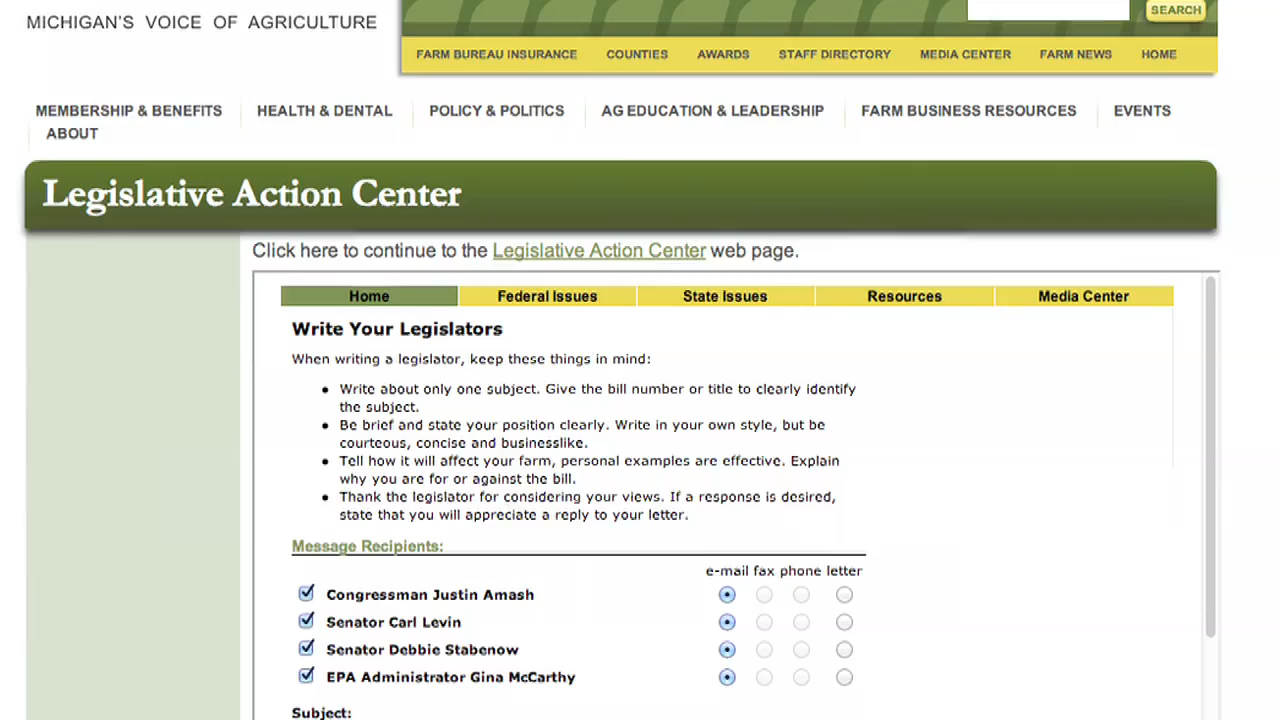 MICHIGAN'S VOICE OF AGRICULTURE
SEARCH
FARM BUREAU INSURANCE COUNTIES AWARDS STAFF DIRECTORY MEDIA CENTER FARM NEWS HOME
MEMBERSHIP & BENEFITS HEALTH & DENTAL POLICY & POLITICS AG EDUCATION & LEADERSHIP FARM BUSINESS RESOURCES EVENTS
ABOUT
Legislative Action Center
Click here to continue to the Legislative Action Center web page.
Home Federal Issues State Issues Resources Media Center
Write Your Legislators
When writing a legislator, keep these things in mind:
• Write about only one subject. Give the bill number or title to clearly identify
the subject.
• Be brief and state your position clearly. Write in your own style, but be
courteous, concise and businesslike.
• Tell how it will affect your farm, personal examples are effective. Explain
why you are for or against the bill.
• Thank the legislator for considering your views. If a response is desired,
state that you will appreciate a reply to your letter.
Message Recipients:
e-mail fax phone letter
Congressman Justin Amash
Senator Carl Levin
Senator Debbie Stabenow
EPA Administrator Gina McCarthy
Subject: